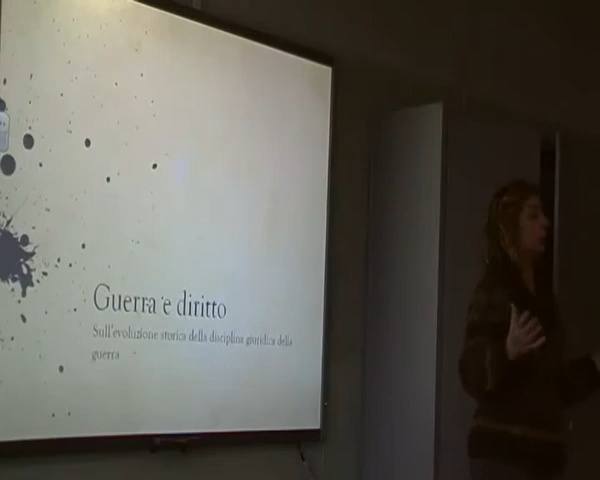 Guerra e diritto
Sull'evoluzione storica della disciplina giuridica della
guerra